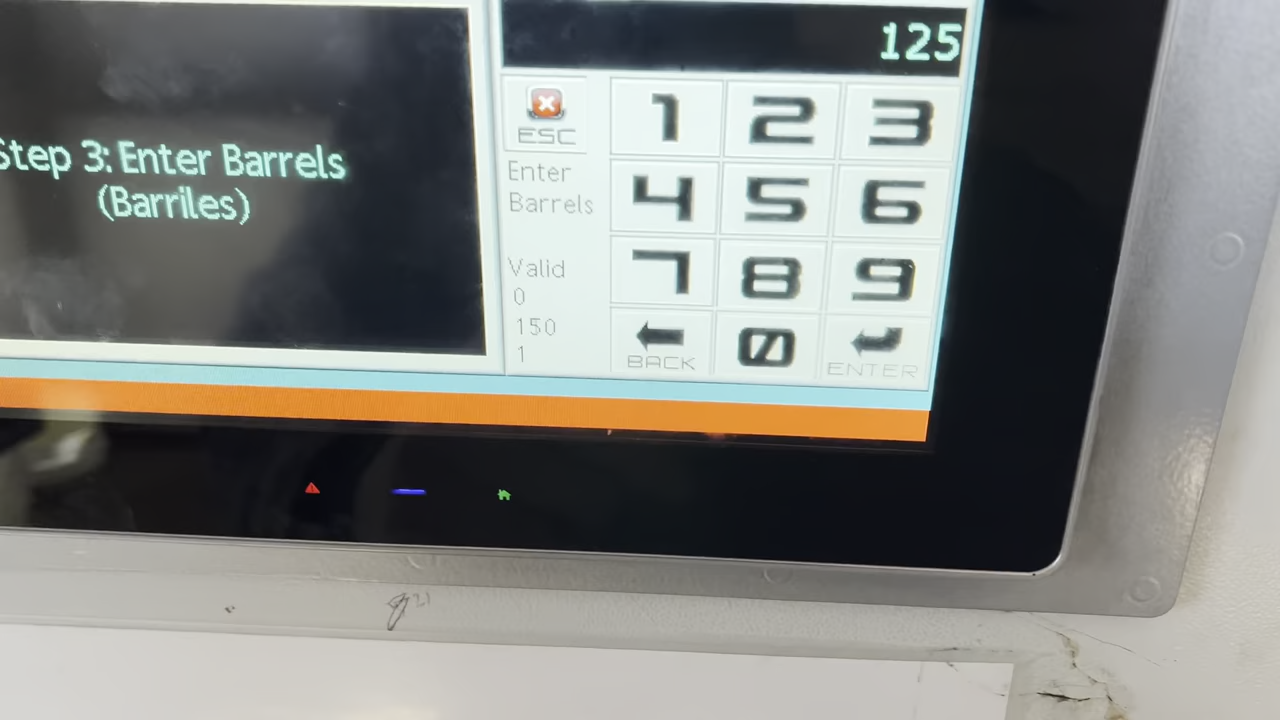 125
Step 3: Enter Barrels
(Barriles)
ESC
1 2 3
Enter
Barrels
4 5 6
Valid
0
150
1
7 8 9
BACK
0
ENTER